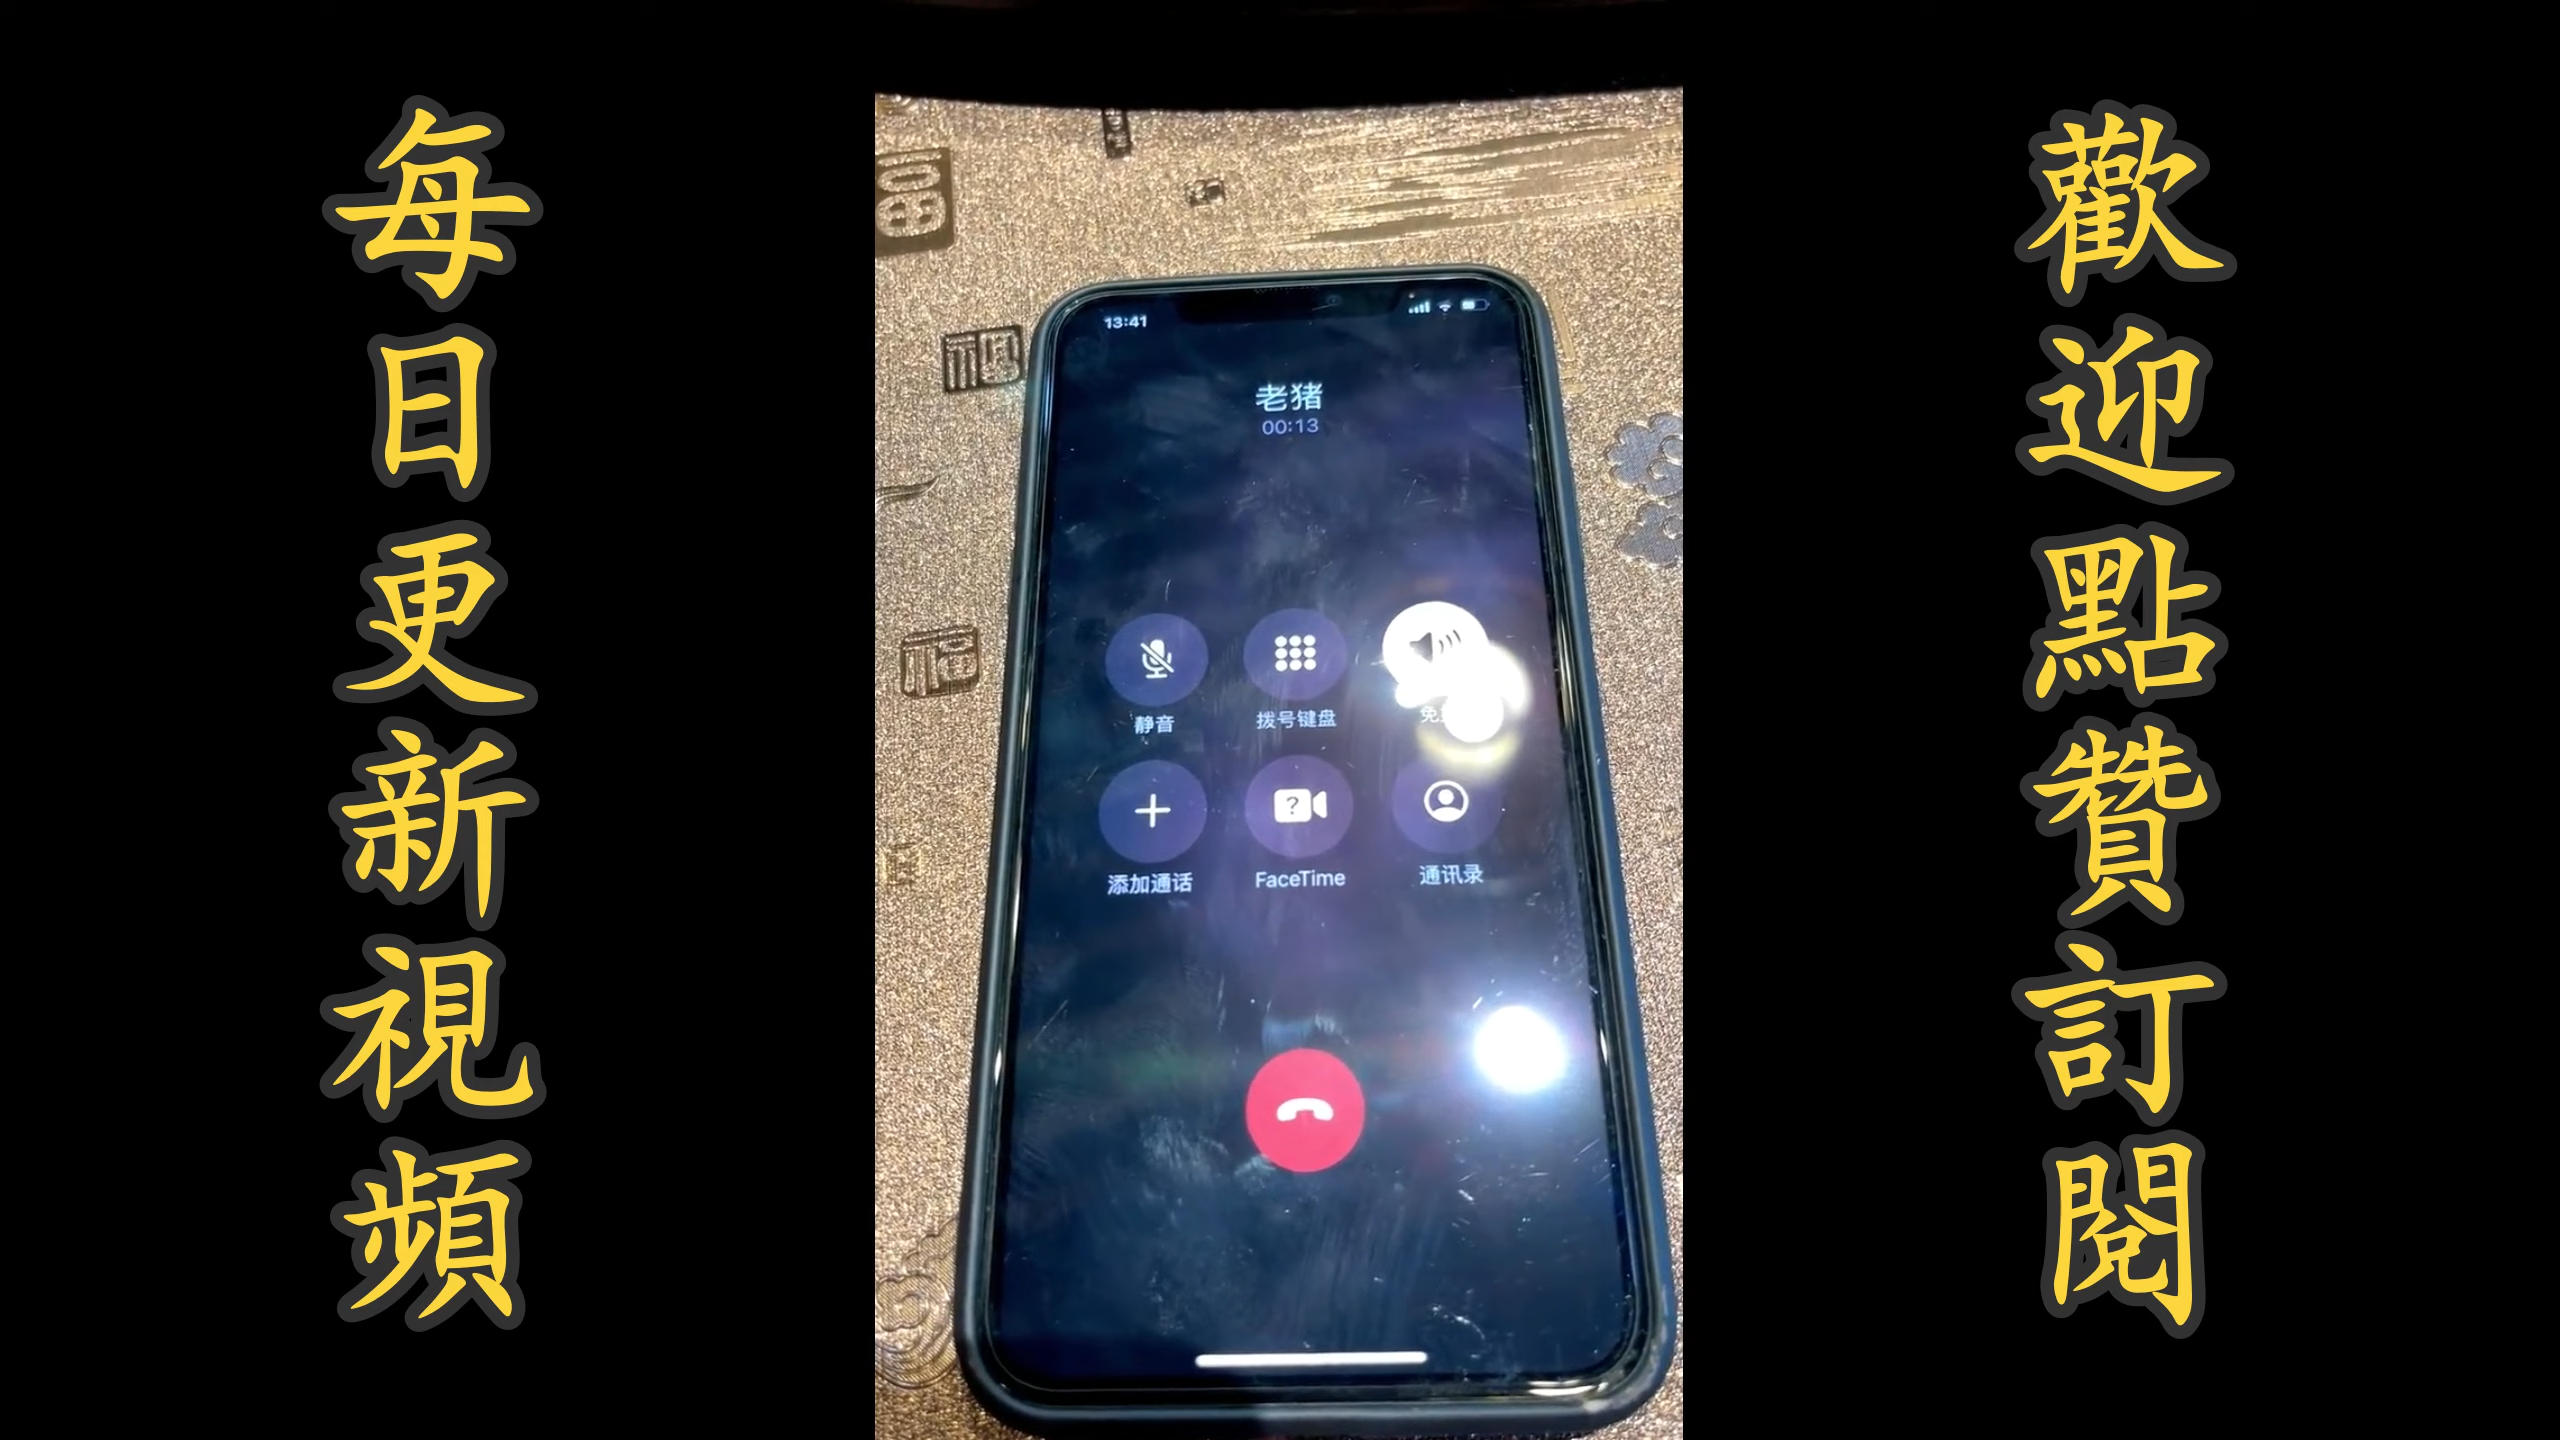 每日更新視頻
13:41
老猪
00:13
静音
拨号键盘
免
添加通话
FaceTime
通讯录
歡迎點贊訂閱